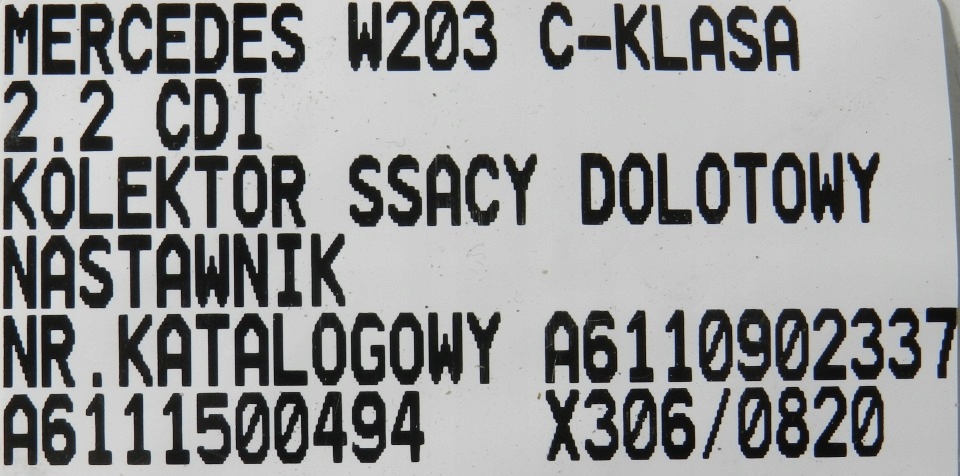 MERCEDES W203 C-KLASA
2.2 CDI
KOLEKTOR SSACY DOLOTOWY
NASTAWNIK
NR.KATALOGOWY A6110902337
A6111500494 X306/0820